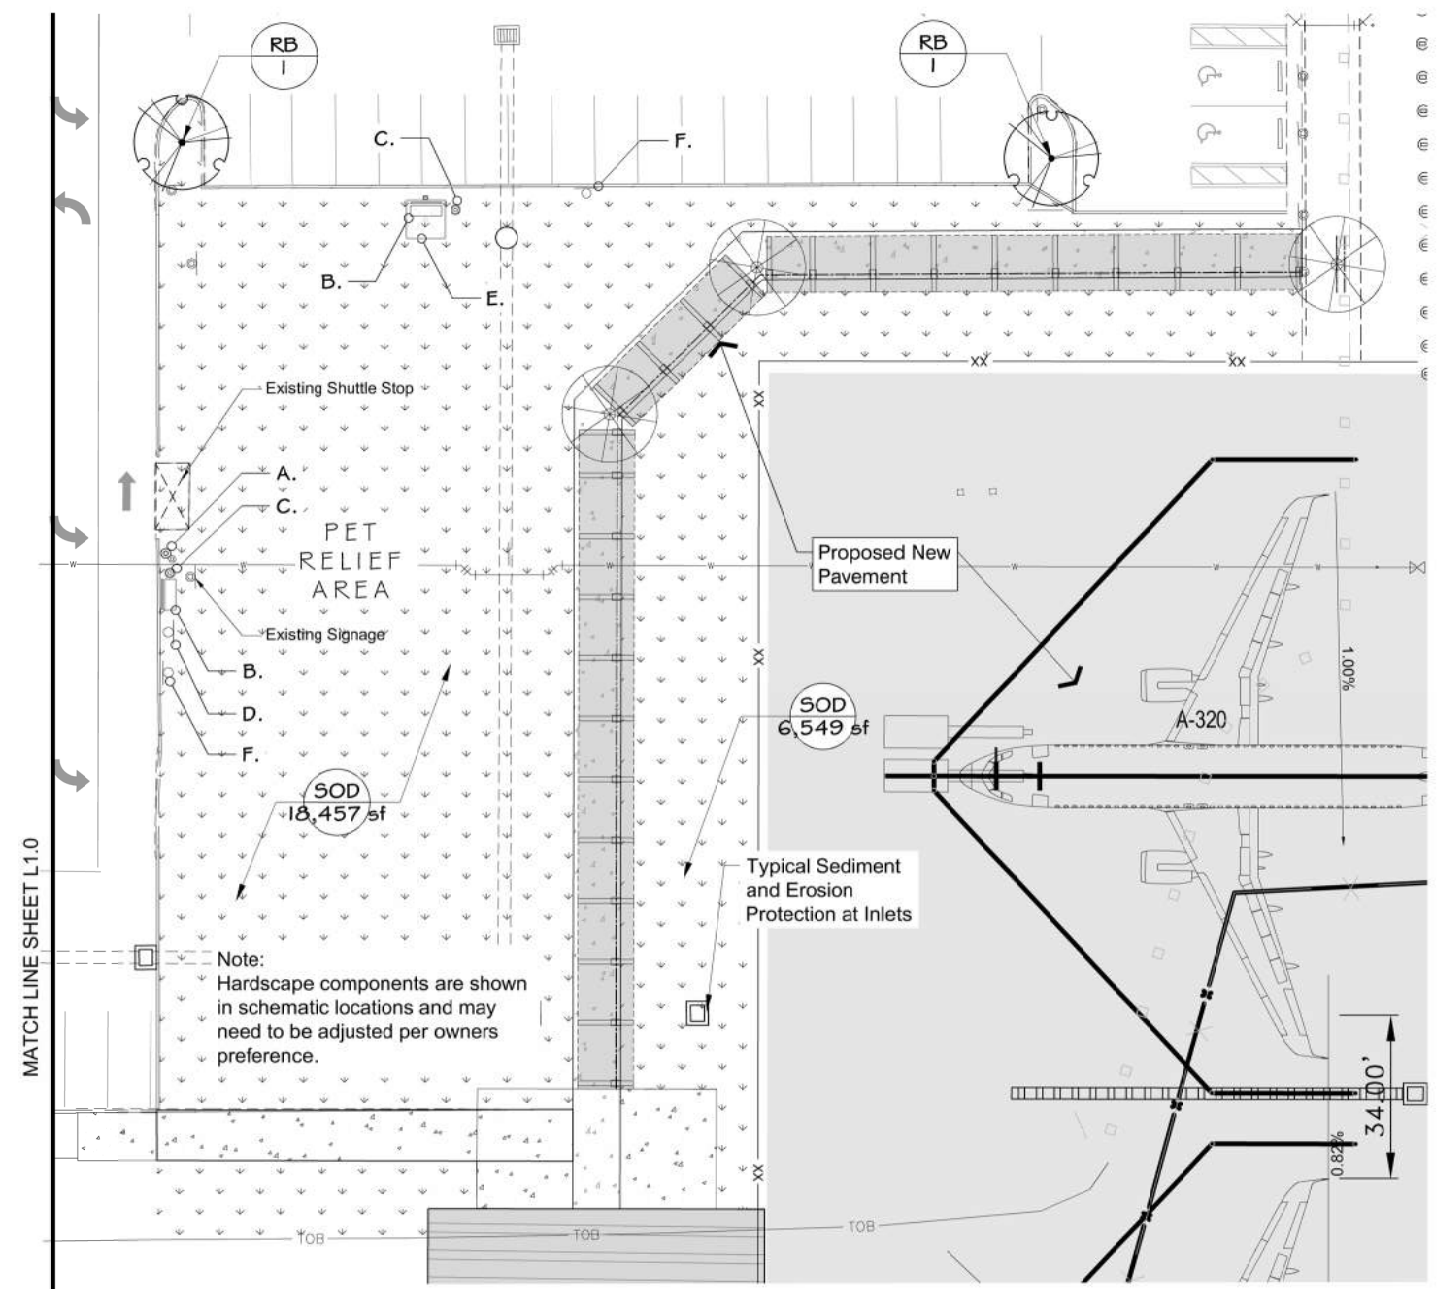 RB
1
RB
1
C.
F.
B.
E.
XX
XX
XX
Existing Shuttle Stop
A.
C.
PET
RELIEF
AREA
W
W
W
W
W
W
W
W
Proposed New
Pavement
Existing Signage
XX
1.00%
B.
D.
F.
SOD
6,549 sf
A-320
SOD
18,457 sf
MATCH LINE SHEET L1.0
Typical Sediment
and Erosion
Protection at Inlets
Note:
Hardscape components are shown
in schematic locations and may
need to be adjusted per owners
preference.
34.00'
0.82%
XX
TOB
TOB
TOB